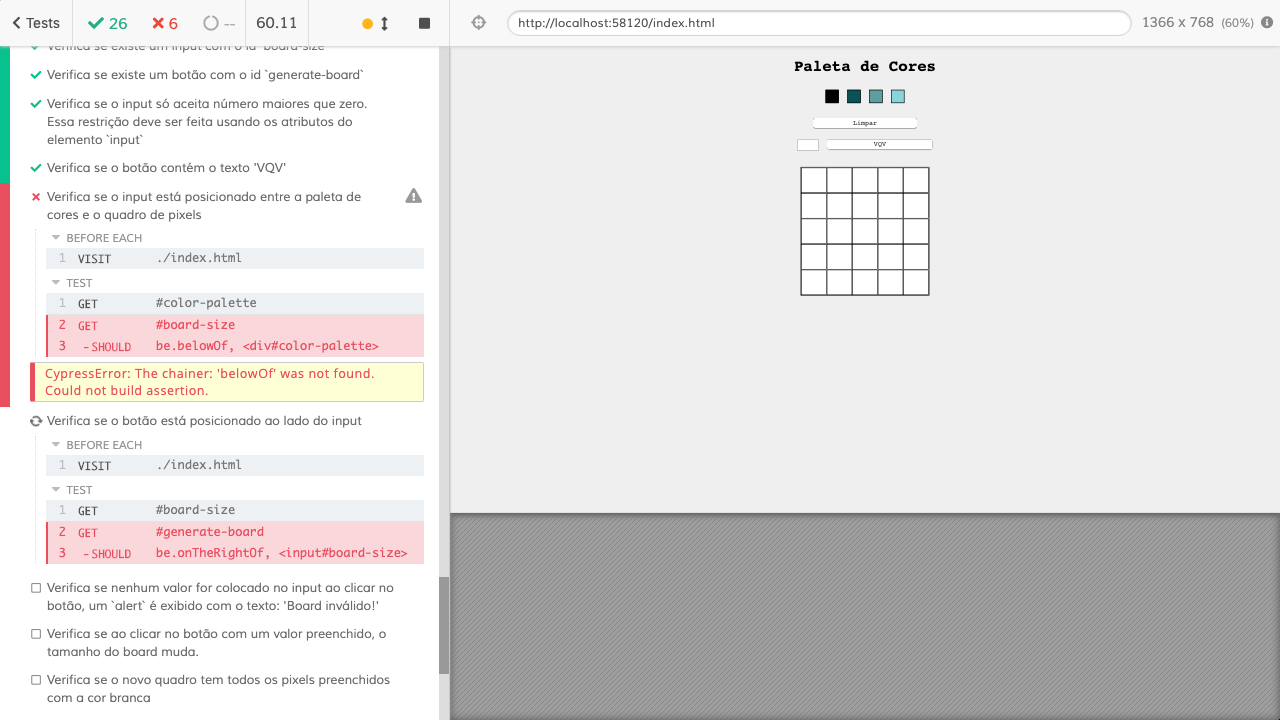 Tests
26
6
--
60.11
http://localhost:58120/index.html
1366 x 768 (60%)
Verifica se existe um input com o id `board-size`
Verifica se existe um botão com o id `generate-board`
Verifica se o input só aceita número maiores que zero.
Essa restrição deve ser feita usando os atributos do
elemento `input`
Verifica se o botão contém o texto 'VQV'
Verifica se o input está posicionado entre a paleta de
cores e o quadro de pixels
BEFORE EACH
1 VISIT ./index.html
TEST
1 GET #color-palette
2 GET #board-size
3 -SHOULD be.belowOf, <div#color-palette>
CypressError: The chainer: 'belowOf' was not found.
Could not build assertion.
Verifica se o botão está posicionado ao lado do input
BEFORE EACH
1 VISIT ./index.html
TEST
1 GET #board-size
2 GET #generate-board
3 -SHOULD be.onTheRightOf, <input#board-size>
Verifica se nenhum valor for colocado no input ao clicar no
botão, um `alert` é exibido com o texto: 'Board inválido!'
Verifica se ao clicar no botão com um valor preenchido, o
tamanho do board muda.
Verifica se o novo quadro tem todos os pixels preenchidos
com a cor branca
Paleta de Cores
Limpar
VQV